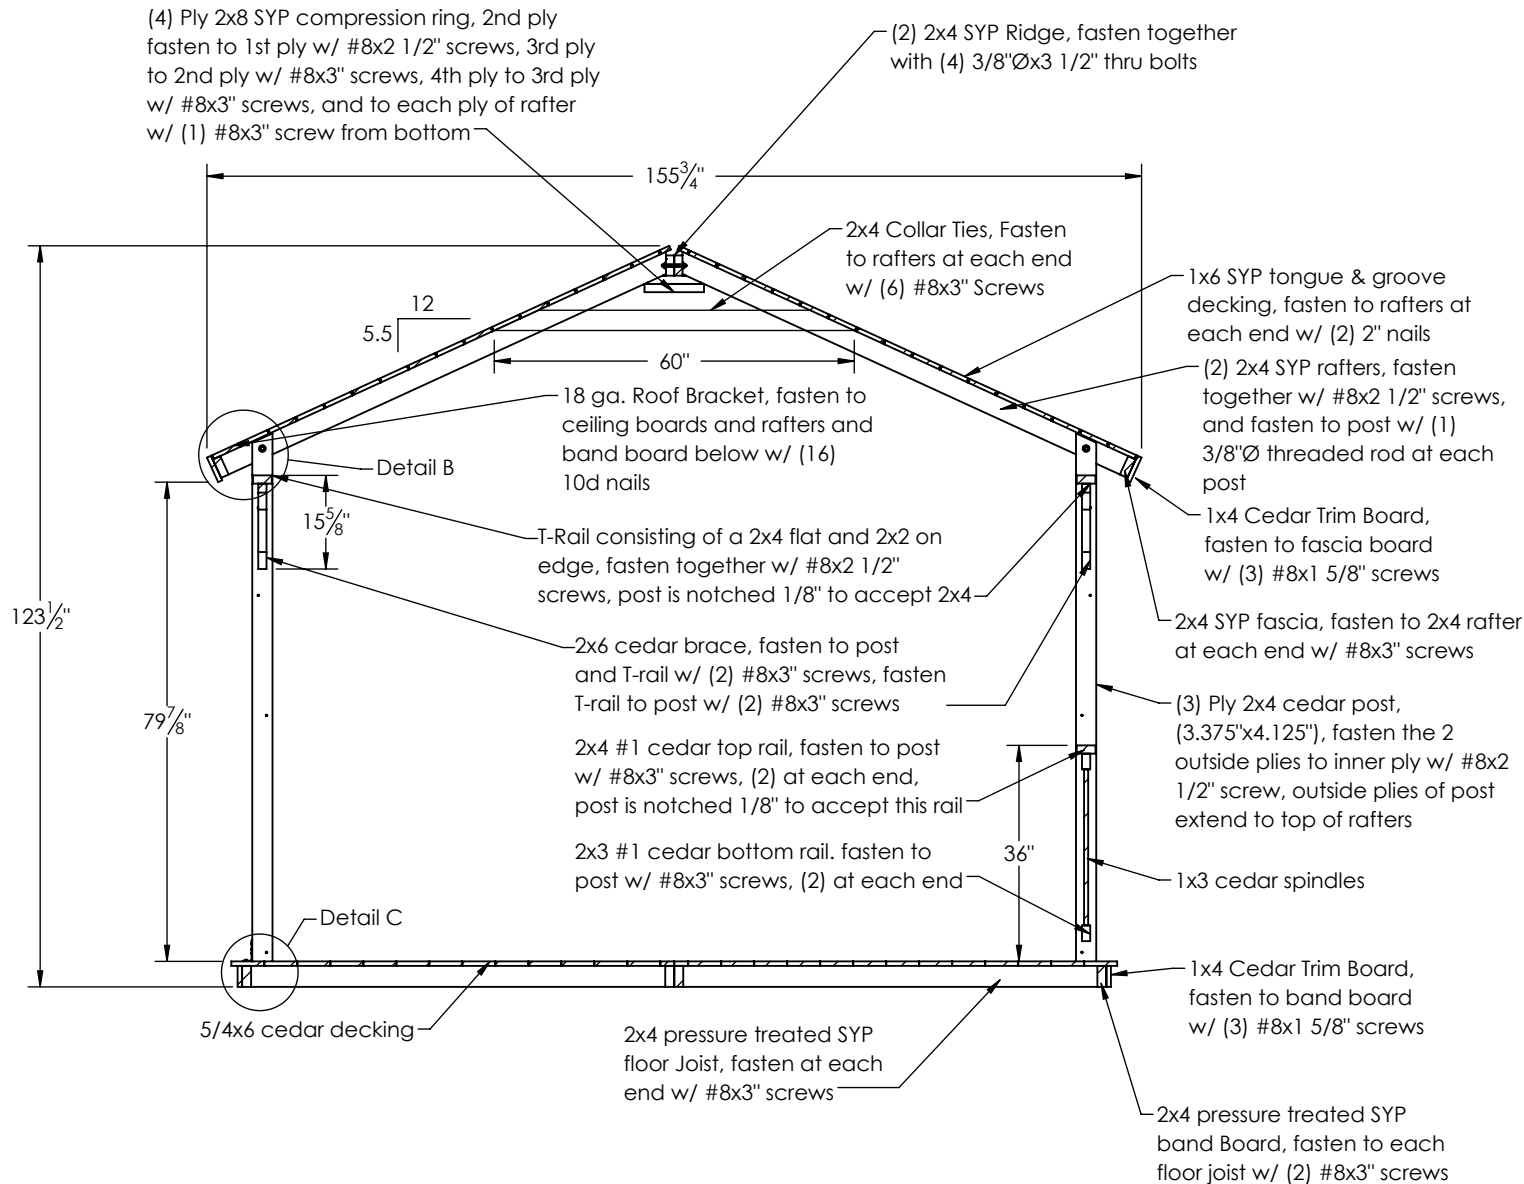 (4) Ply 2x8 SYP compression ring, 2nd ply
fasten to 1st ply w/ #8x2 1/2" screws, 3rd ply
to 2nd ply w/ #8x3" screws, 4th ply to 3rd ply
w/ #8x3" screws, and to each ply of rafter
w/ (1) #8x3" screw from bottom
(2) 2x4 SYP Ridge, fasten together
with (4) 3/8"Øx3 1/2" thru bolts
155 3/4"
2x4 Collar Ties, Fasten
to rafters at each end
w/ (6) #8x3" Screws
1x6 SYP tongue & groove
decking, fasten to rafters at
each end w/ (2) 2" nails
12
5.5
60"
(2) 2x4 SYP rafters, fasten
together w/ #8x2 1/2" screws,
and fasten to post w/ (1)
3/8"Ø threaded rod at each
post
18 ga. Roof Bracket, fasten to
ceiling boards and rafters and
band board below w/ (16)
10d nails
Detail B
15 5/8"
1x4 Cedar Trim Board,
fasten to fascia board
w/ (3) #8x1 5/8" screws
T-Rail consisting of a 2x4 flat and 2x2 on
edge, fasten together w/ #8x2 1/2"
screws, post is notched 1/8" to accept 2x4
123 1/2"
2x4 SYP fascia, fasten to 2x4 rafter
at each end w/ #8x3" screws
2x6 cedar brace, fasten to post
and T-rail w/ (2) #8x3" screws, fasten
T-rail to post w/ (2) #8x3" screws
79 7/8"
(3) Ply 2x4 cedar post,
(3.375"x4.125"), fasten the 2
outside plies to inner ply w/ #8x2
1/2" screw, outside plies of post
extend to top of rafters
2x4 #1 cedar top rail, fasten to post
w/ #8x3" screws, (2) at each end,
post is notched 1/8" to accept this rail
36"
2x3 #1 cedar bottom rail. fasten to
post w/ #8x3" screws, (2) at each end
1x3 cedar spindles
Detail C
5/4x6 cedar decking
1x4 Cedar Trim Board,
fasten to band board
w/ (3) #8x1 5/8" screws
2x4 pressure treated SYP
floor Joist, fasten at each
end w/ #8x3" screws
2x4 pressure treated SYP
band Board, fasten to each
floor joist w/ (2) #8x3" screws